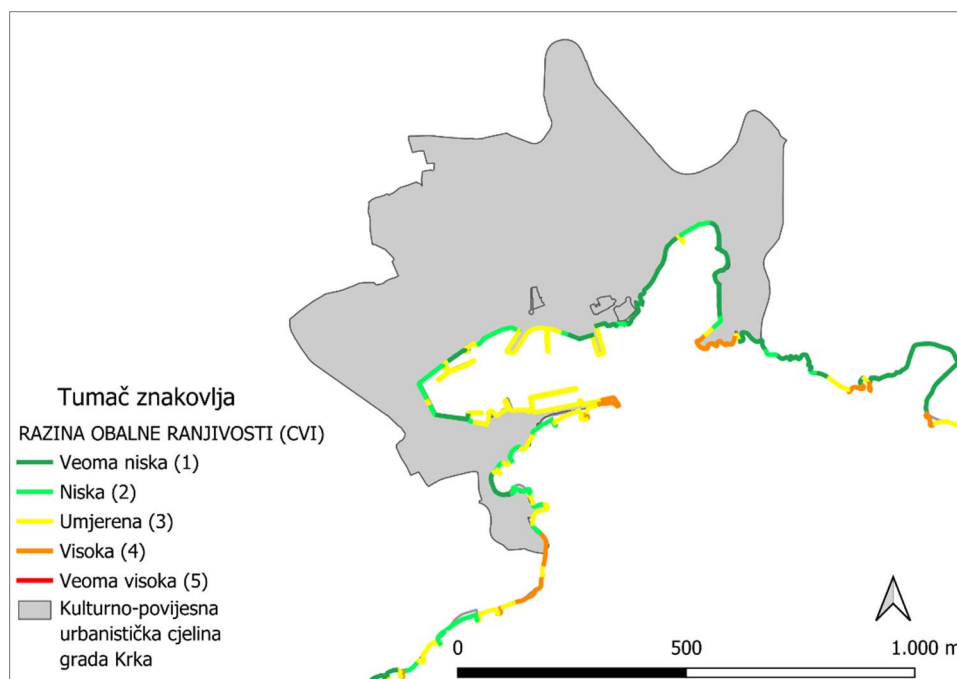 Tumač znakovlja
RAZINA OBALNE RANJIVOSTI (CVI)
Veoma niska (1)
Niska (2)
Umjerena (3)
Visoka (4)
Veoma visoka (5)
Kulturno-povijesna
urbanistička cjelina
grada Krka
0 500 1.000 m